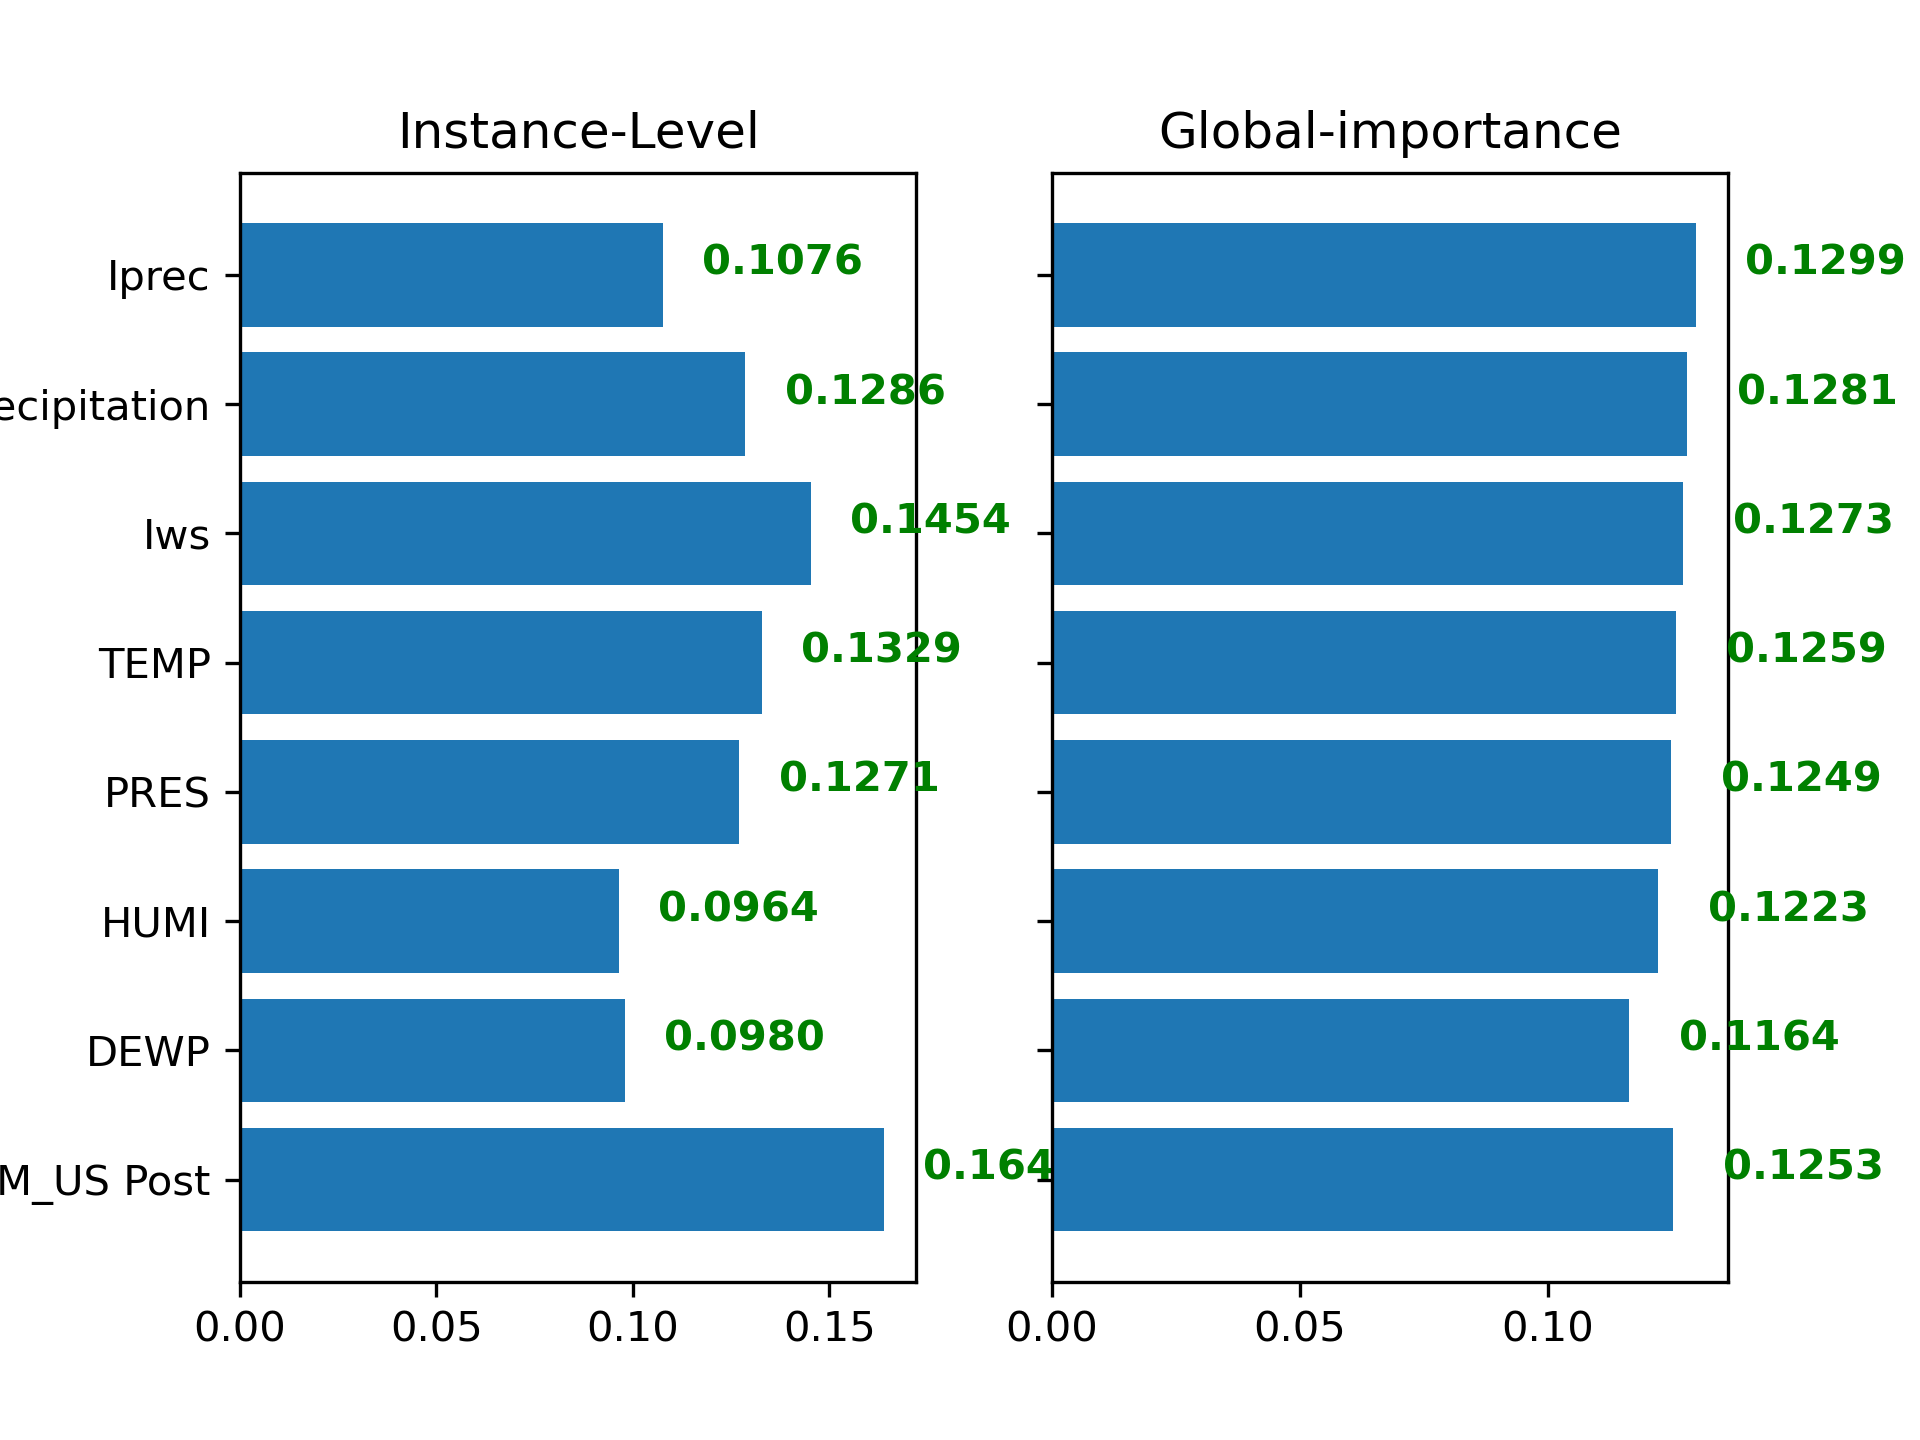 Instance-Level
Global-importance
Iprec
0.1076
0.1299
ecipitation
0.1286
0.1281
Iws
0.1454
0.1273
TEMP
0.1329
0.1259
PRES
0.1271
0.1249
HUMI
0.0964
0.1223
DEWP
0.0980
0.1164
M_US Post
0.164
0.1253
0.00 0.05 0.10 0.15
0.00 0.05 0.10